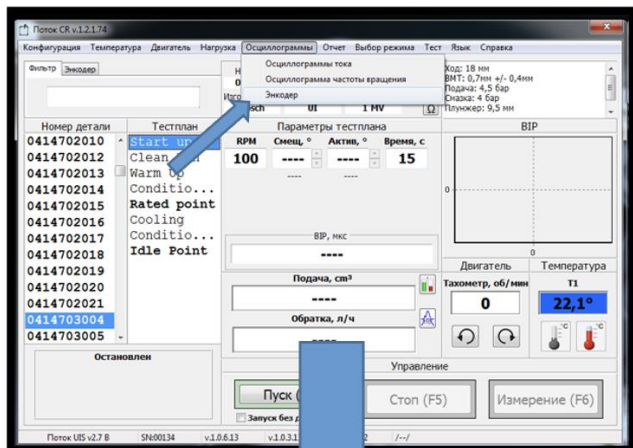 Поток CR v.1.2.1.74
Конфигурация Температура Двигатель Нагрузка Осциллограммы Отчет Выбор режима Тест Язык Справка
Осциллограммы тока
Осциллограмма частоты вращения
Энкодер
Фильтр Энкодер
Ход: 18 мм
ВМТ: 0,7мм +/- 0,4мм
Подача: 4,5 бар
Смазка: 4 бар
Плунжер: 9,5 мм
UI 1 MV Ω
Номер детали Тестплан Параметры тестплана BIP
0414702010
0414702012
0414702013
0414702014
0414702015
0414702016
0414702017
0414702018
0414702019
0414702020
0414702021
0414703004
0414703005
Start up
Clean
Warm Up
Conditio...
Rated point
Cooling
Conditio...
Idle Point
RPM Смещ, ° Актив, ° Время, с
100 ---- ---- 15
---- ----
BIP, мкс
----
Подача, cm³
----
Обратка, л/ч
----
0
0
Двигатель Температура
Тахометр, об/мин T1
0 22,1°
°C °C
Остановлен
Управление
Пуск
Стоп (F5)
Измерение (F6)
Запуск без
Поток UIS v2.7 B SN:00134 v.1.0.6.13 /--/